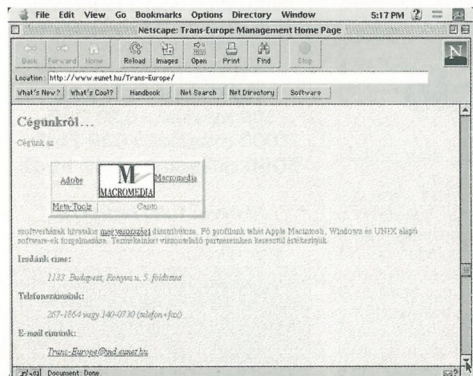 File Edit View Go Bookmarks Options Directory Window 5:17 PM
Netscape: Trans-Europe Management Home Page
Back Forward Home Reload Images Open Print Find Stop N
Location: http://www.eunet.hu/Trans-Europe/
What's New? What's Cool? Handbook Net Search Net Directory Software
Cégünkról...
Cégünk az
Adobe M MACROMEDIA Macromedia
Meta-Tools Canto
szoftverházak hivatalos magyarországi disztribútora. Fő profilunk tehát Apple Macintosh, Windows és UNIX alapú
software-ek forgalmazása. Termékeinket viszonteladó partnereinken keresztül értékesítjük.
Irodánk címe:
1133. Budapest, u. 5. földszint
Telefonszámaink:
267-1864 vagy 140-0730 (telefon+fax)
E-mail címünk:
Trans-Europe@ind.eunet.hu
Document: Done.